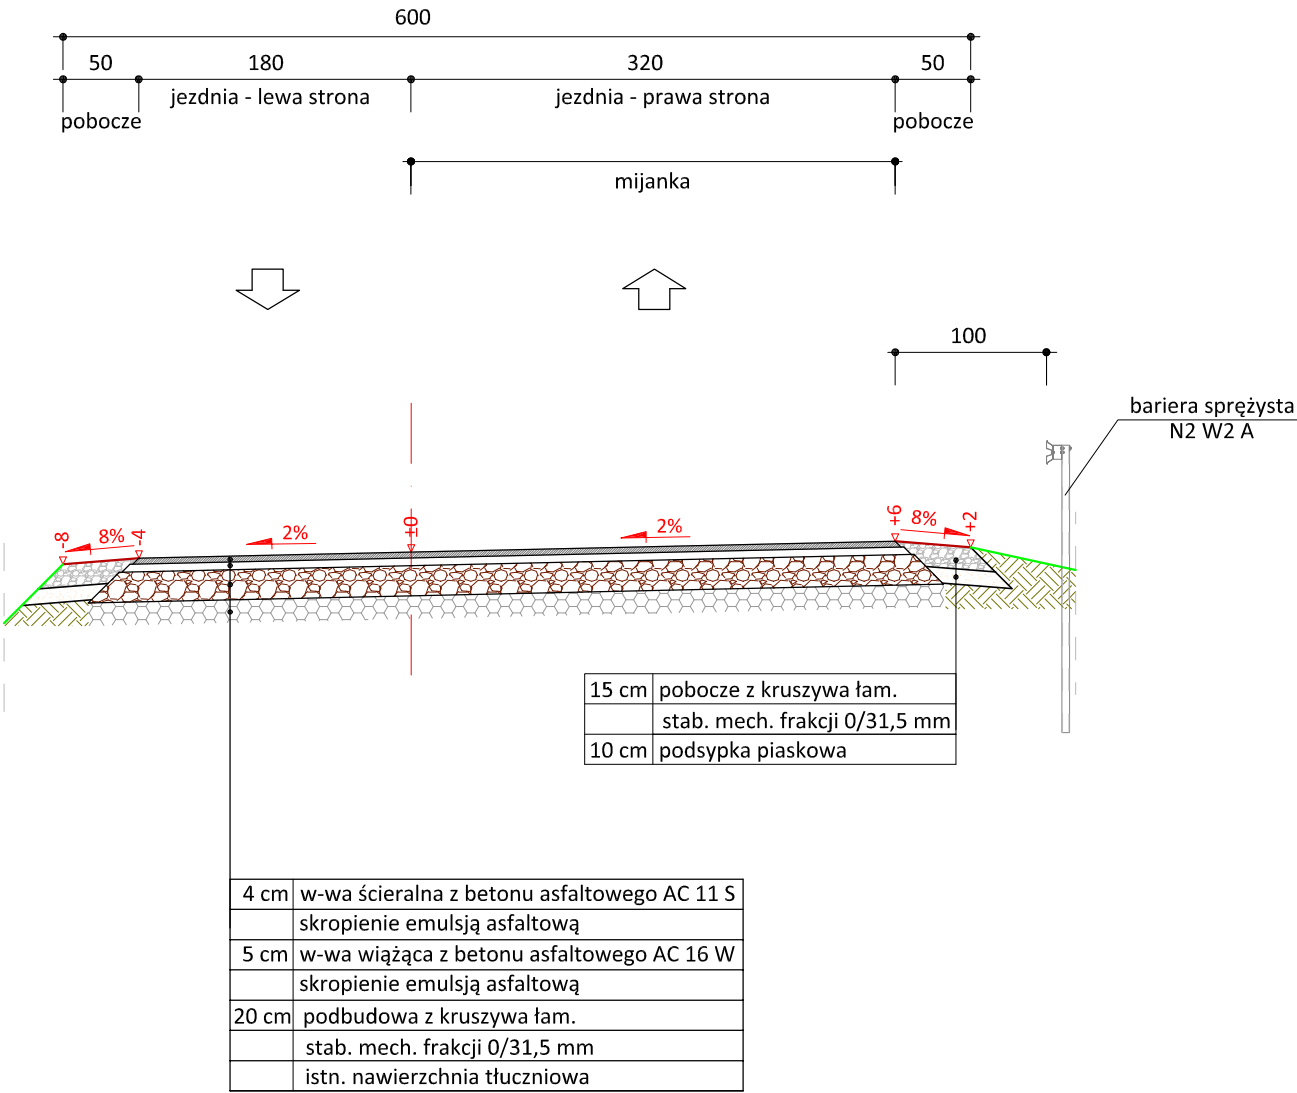 600
50 180 320 50
jezdnia - lewa strona jezdnia - prawa strona
pobocze pobocze
mijanka
100
bariera sprężysta
N2 W2 A
-8 8% -4 2% ±0 2% +6 8% +2
15 cm pobocze z kruszywa łam.
stab. mech. frakcji 0/31,5 mm
10 cm podsypka piaskowa
4 cm w-wa ścieralna z betonu asfaltowego AC 11 S
skropienie emulsją asfaltową
5 cm w-wa wiążąca z betonu asfaltowego AC 16 W
skropienie emulsją asfaltową
20 cm podbudowa z kruszywa łam.
stab. mech. frakcji 0/31,5 mm
istn. nawierzchnia tłuczniowa